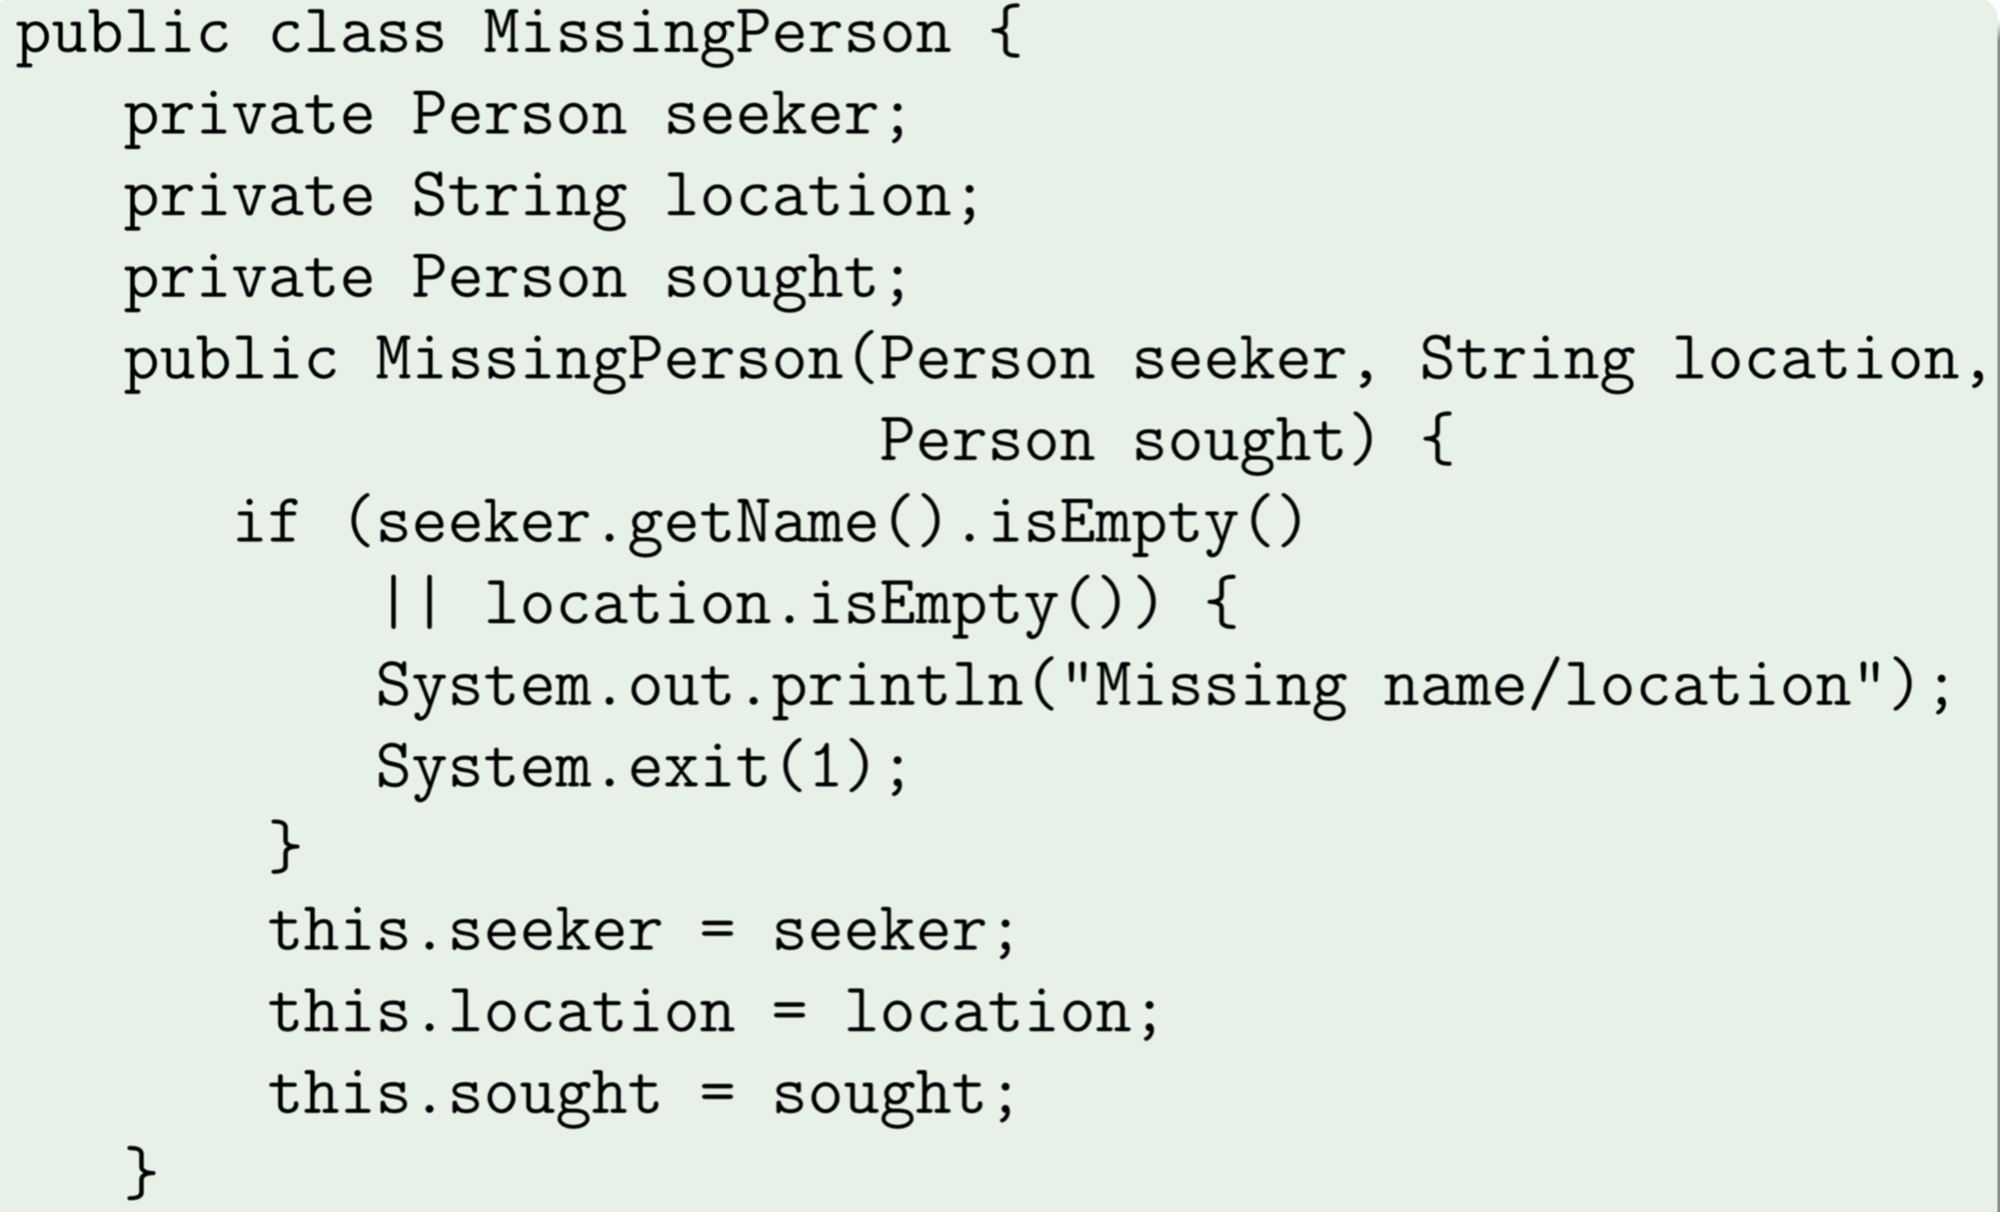 public class MissingPerson {
   private Person seeker;
   private String location;
   private Person sought;
   public MissingPerson(Person seeker, String location,
                        Person sought) {
      if (seeker.getName().isEmpty()
          || location.isEmpty()) {
          System.out.println("Missing name/location");
          System.exit(1);
       }
       this.seeker = seeker;
       this.location = location;
       this.sought = sought;
   }